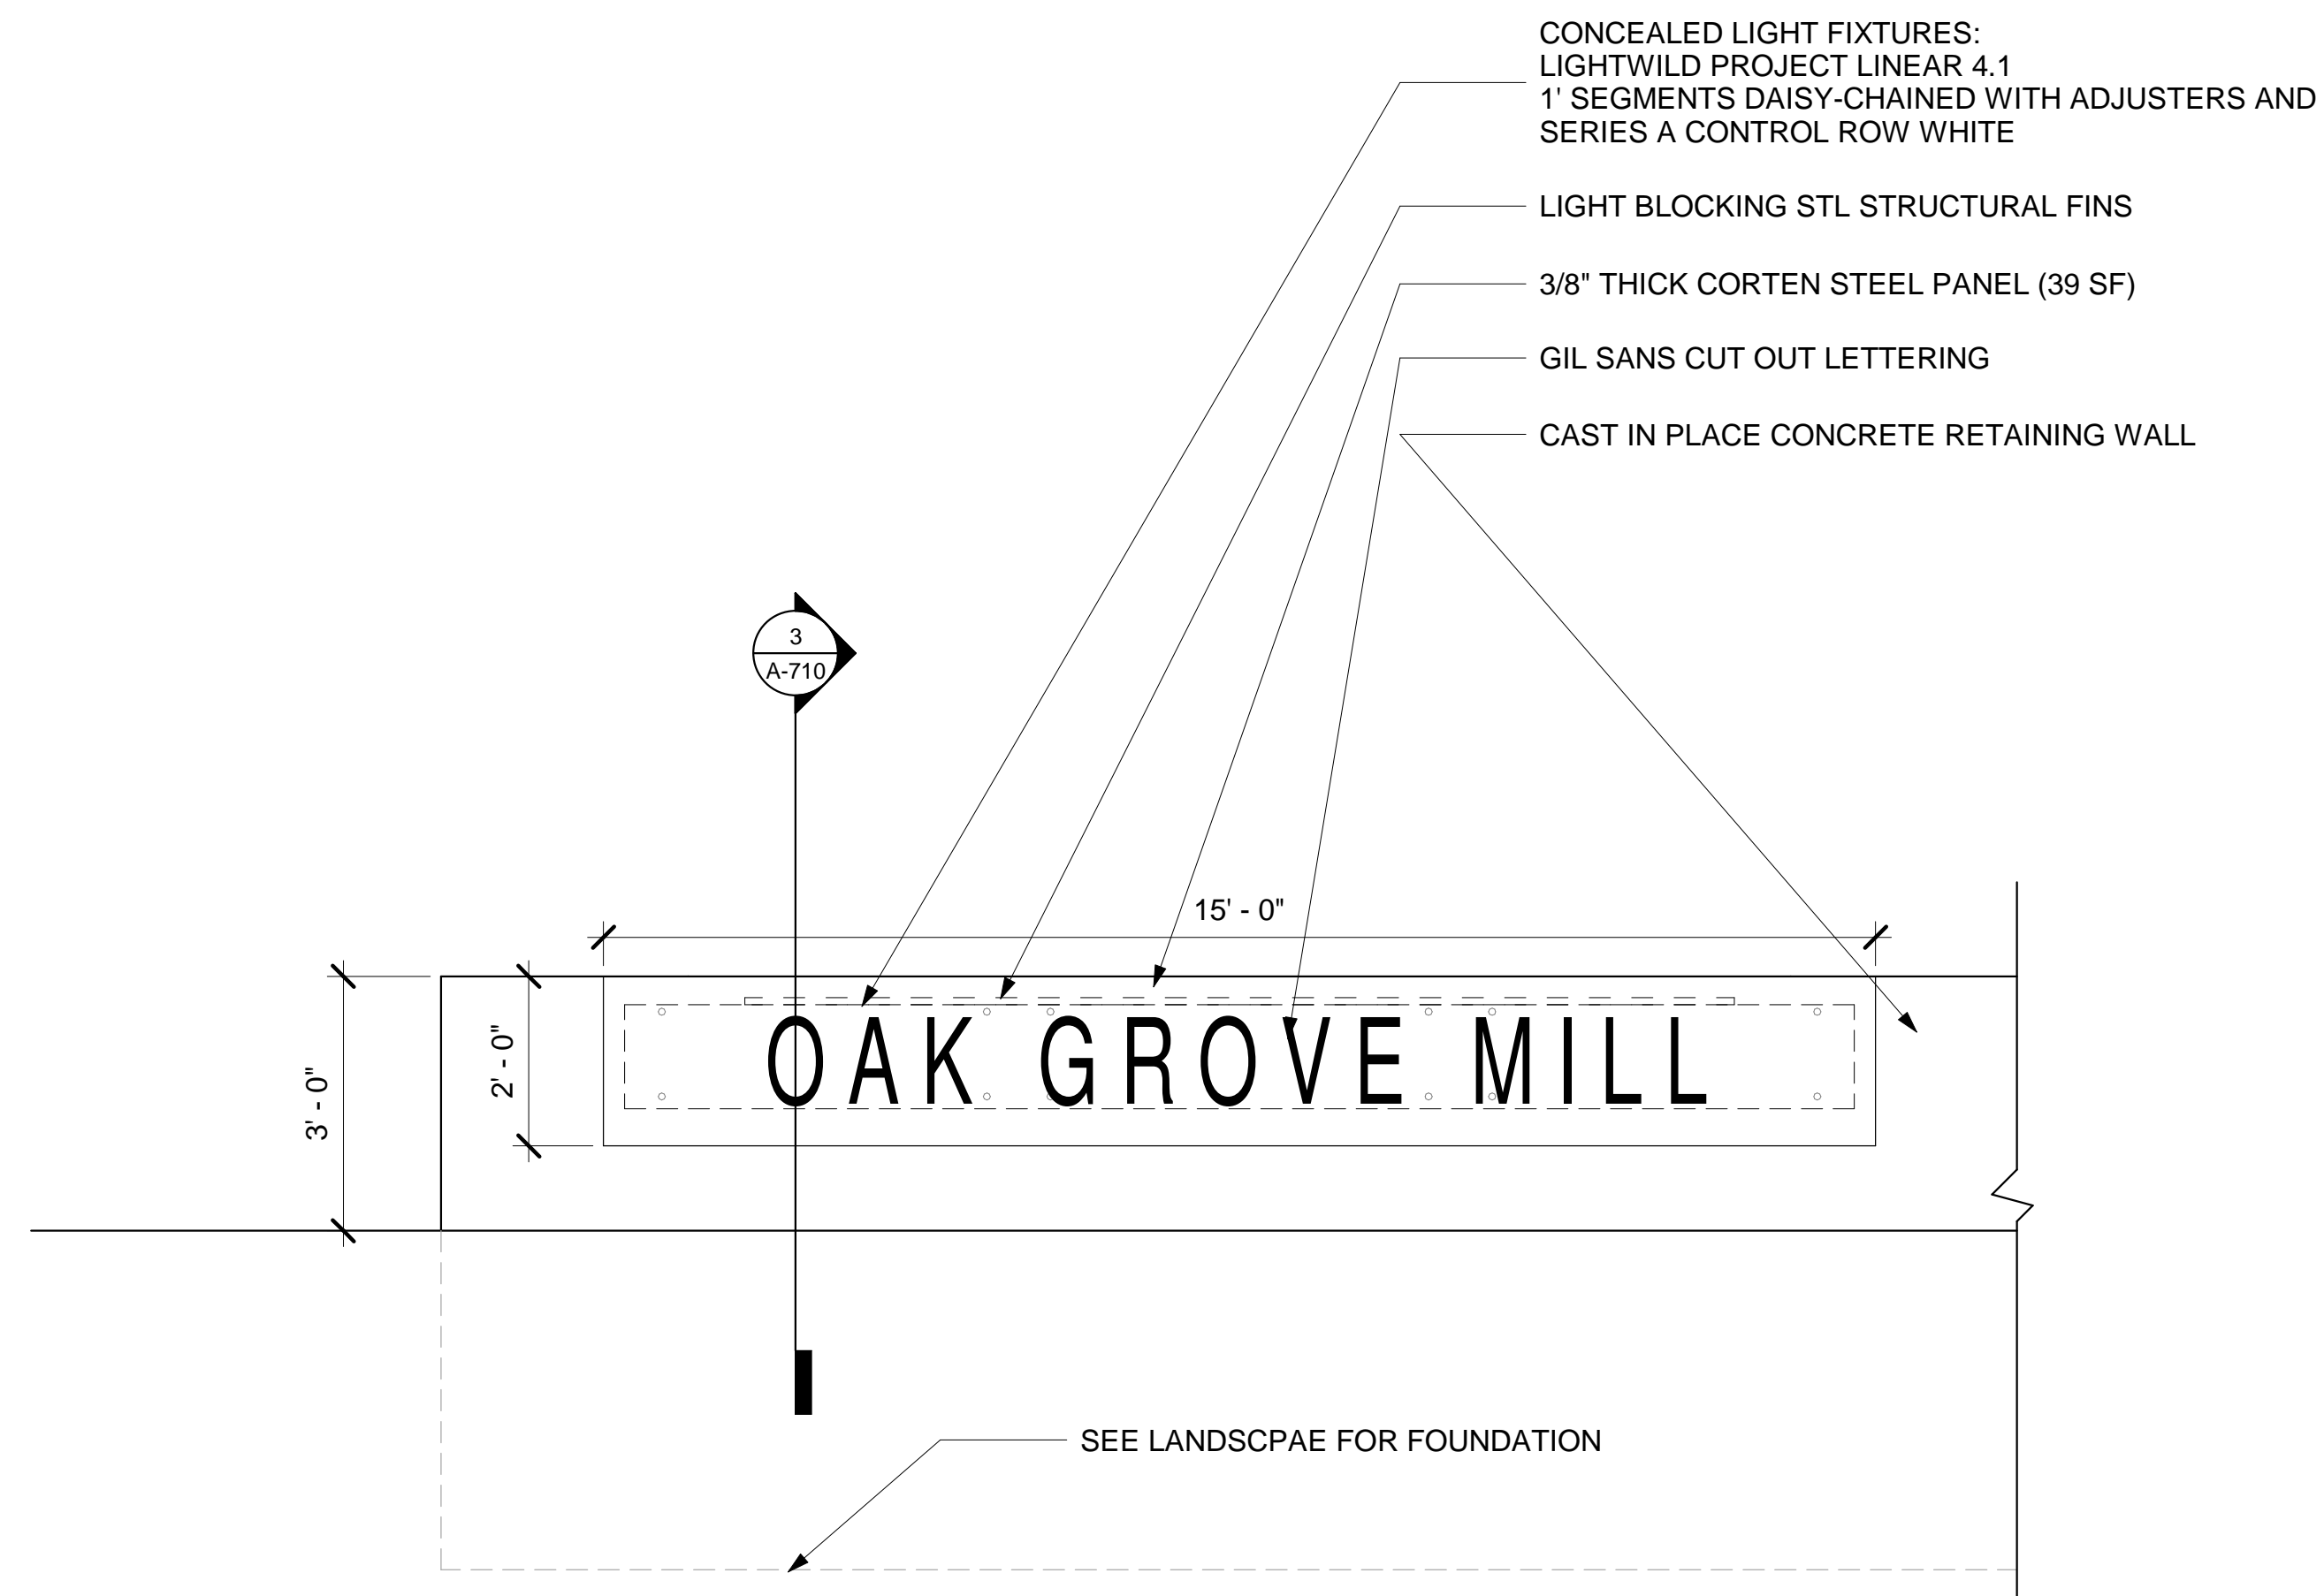 CONCEALED LIGHT FIXTURES:
LIGHTWILD PROJECT LINEAR 4.1
1' SEGMENTS DAISY-CHAINED WITH ADJUSTERS AND
SERIES A CONTROL ROW WHITE
LIGHT BLOCKING STL STRUCTURAL FINS
3/8" THICK CORTEN STEEL PANEL (39 SF)
GIL SANS CUT OUT LETTERING
CAST IN PLACE CONCRETE RETAINING WALL
3
A-710
15' - 0"
3' - 0"
2' - 0"
OAK GROVE MILL
SEE LANDSCPAE FOR FOUNDATION